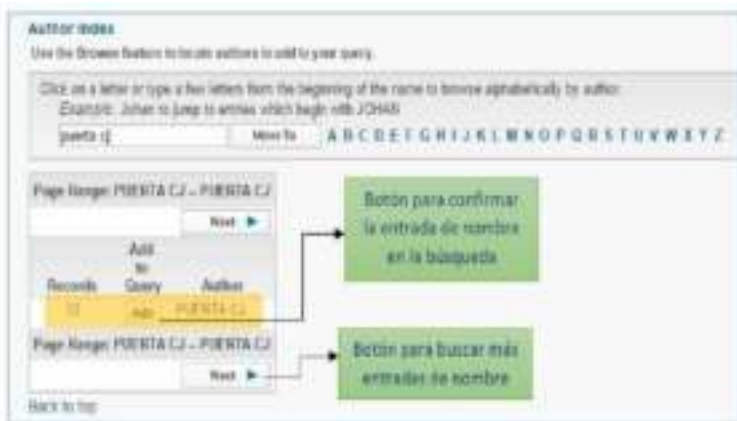 Author Index
Use the Browse feature to locate authors to add to your query.
Click on a letter or type a few letters from the beginning of the name to browse alphabetically by author.
Example: Johan to jump to entries which begin with JOHAN
puerta cj
Move To
A B C D E F G H I J K L M N O P Q R S T U V W X Y Z
Page Range: PUERTA CJ – PUERTA CJ
Next
Add
to
Records Query Author
Add PUERTA CJ
Page Range: PUERTA CJ – PUERTA CJ
Next
Back to top
Botón para confirmar
la entrada de nombre
en la búsqueda
Botón para buscar más
entradas de nombre